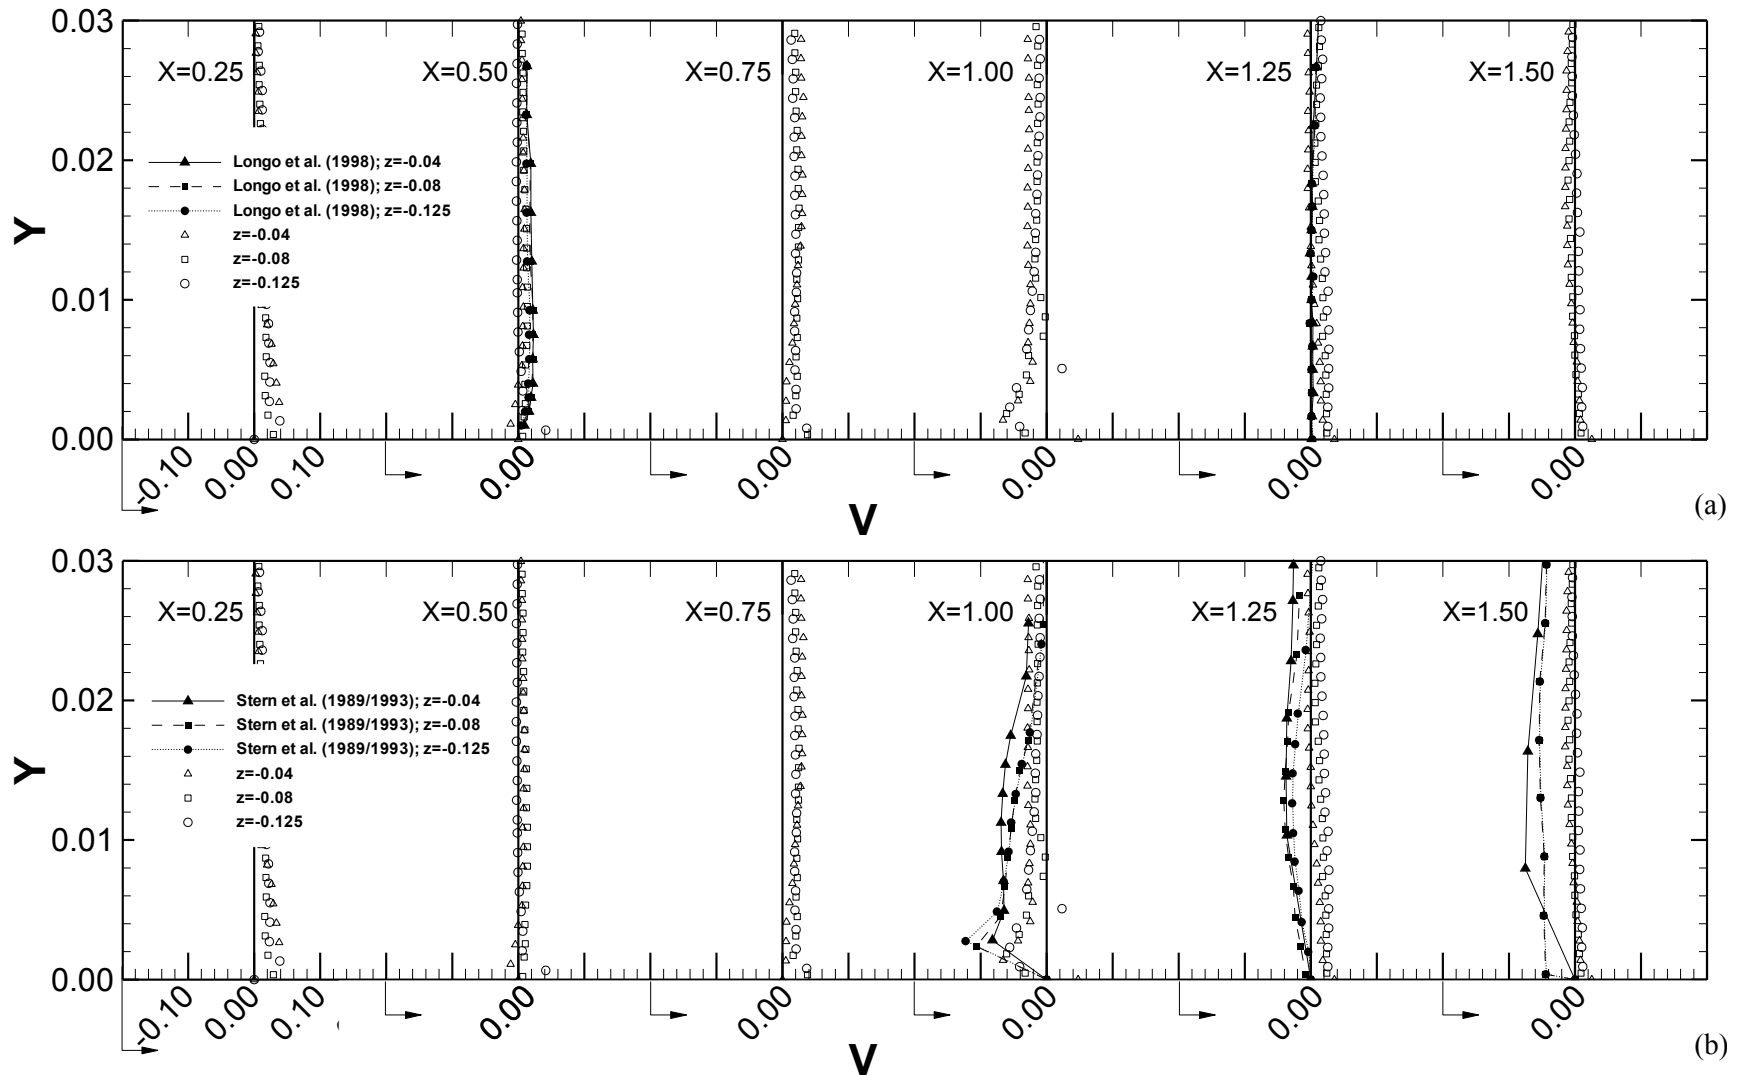 0.03
X=0.25 X=0.50 X=0.75 X=1.00 X=1.25 X=1.50
0.02
Longo et al. (1998); z=-0.04
Longo et al. (1998); z=-0.08
Longo et al. (1998); z=-0.125
z=-0.04
z=-0.08
z=-0.125
Y
0.01
0.00
-0.10 0.00 0.10 0.00 0.00 0.00 0.00 0.00
V
(a)
0.03
X=0.25 X=0.50 X=0.75 X=1.00 X=1.25 X=1.50
0.02
Stern et al. (1989/1993); z=-0.04
Stern et al. (1989/1993); z=-0.08
Stern et al. (1989/1993); z=-0.125
z=-0.04
z=-0.08
z=-0.125
Y
0.01
0.00
-0.10 0.00 0.10 0.00 0.00 0.00 0.00 0.00
V
(b)